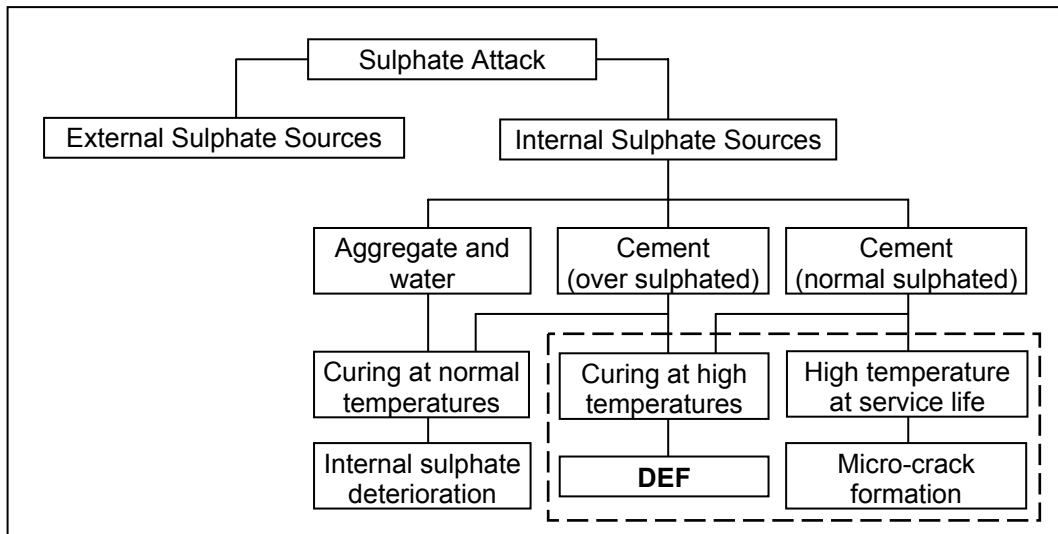 Sulphate Attack
External Sulphate Sources
Internal Sulphate Sources
Aggregate and
water
Cement
(over sulphated)
Cement
(normal sulphated)
Curing at normal
temperatures
Curing at high
temperatures
High temperature
at service life
Internal sulphate
deterioration
DEF
Micro-crack
formation